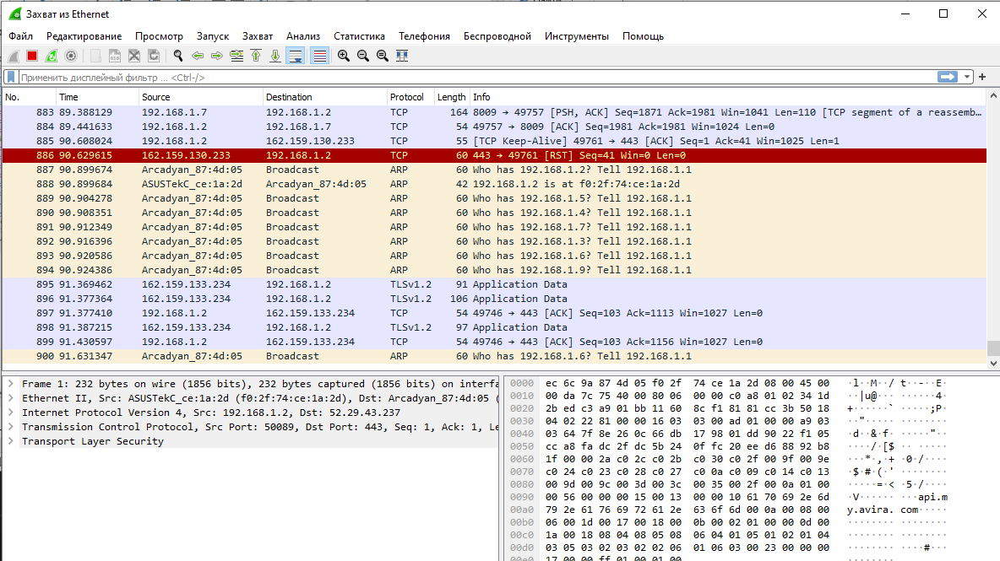 Захват из Ethernet
Файл Редактирование Просмотр Запуск Захват Анализ Статистика Телефония Беспроводной Инструменты Помощь
Применить дисплейный фильтр ... <Ctrl-/>
No. Time Source Destination Protocol Length Info
883 89.388129 192.168.1.7 192.168.1.2 TCP 164 8009 → 49757 [PSH, ACK] Seq=1871 Ack=1981 Win=1041 Len=110 [TCP segment of a reassemb…
884 89.441633 192.168.1.2 192.168.1.7 TCP 54 49757 → 8009 [ACK] Seq=1981 Ack=1981 Win=1024 Len=0
885 90.608024 192.168.1.2 162.159.130.233 TCP 55 [TCP Keep-Alive] 49761 → 443 [ACK] Seq=1 Ack=41 Win=1025 Len=1
886 90.629615 162.159.130.233 192.168.1.2 TCP 60 443 → 49761 [RST] Seq=41 Win=0 Len=0
887 90.899674 Arcadyan_87:4d:05 Broadcast ARP 60 Who has 192.168.1.2? Tell 192.168.1.1
888 90.899684 ASUSTekC_ce:1a:2d Arcadyan_87:4d:05 ARP 42 192.168.1.2 is at f0:2f:74:ce:1a:2d
889 90.904278 Arcadyan_87:4d:05 Broadcast ARP 60 Who has 192.168.1.5? Tell 192.168.1.1
890 90.908351 Arcadyan_87:4d:05 Broadcast ARP 60 Who has 192.168.1.4? Tell 192.168.1.1
891 90.912349 Arcadyan_87:4d:05 Broadcast ARP 60 Who has 192.168.1.7? Tell 192.168.1.1
892 90.916396 Arcadyan_87:4d:05 Broadcast ARP 60 Who has 192.168.1.3? Tell 192.168.1.1
893 90.920586 Arcadyan_87:4d:05 Broadcast ARP 60 Who has 192.168.1.6? Tell 192.168.1.1
894 90.924386 Arcadyan_87:4d:05 Broadcast ARP 60 Who has 192.168.1.9? Tell 192.168.1.1
895 91.369462 162.159.133.234 192.168.1.2 TLSv1.2 91 Application Data
896 91.377364 162.159.133.234 192.168.1.2 TLSv1.2 106 Application Data
897 91.377410 192.168.1.2 162.159.133.234 TCP 54 49746 → 443 [ACK] Seq=103 Ack=1113 Win=1027 Len=0
898 91.387215 162.159.133.234 192.168.1.2 TLSv1.2 97 Application Data
899 91.430597 192.168.1.2 162.159.133.234 TCP 54 49746 → 443 [ACK] Seq=103 Ack=1156 Win=1027 Len=0
900 91.631347 Arcadyan_87:4d:05 Broadcast ARP 60 Who has 192.168.1.6? Tell 192.168.1.1
Frame 1: 232 bytes on wire (1856 bits), 232 bytes captured (1856 bits) on interfa
Ethernet II, Src: ASUSTekC_ce:1a:2d (f0:2f:74:ce:1a:2d), Dst: Arcadyan_87:4d:05 (
Internet Protocol Version 4, Src: 192.168.1.2, Dst: 52.29.43.237
Transmission Control Protocol, Src Port: 50089, Dst Port: 443, Seq: 1, Ack: 1, Le
Transport Layer Security
0000 ec 6c 9a 87 4d 05 f0 2f 74 ce 1a 2d 08 00 45 00 ·l··M··/ t··-··E·
0010 00 da 7c 75 40 00 80 06 00 00 c0 a8 01 02 34 1d ··|u@··· ······4·
0020 2b ed c3 a9 01 bb 11 60 8c f1 81 81 cc 3b 50 18 +······` ·····;P·
0030 04 02 22 81 00 00 16 03 03 00 ad 01 00 00 a9 03 ··"····· ········
0040 03 64 7f 8e 26 0c 66 db 17 98 01 dd 90 22 f1 05 ·d··&·f· ·····"··
0050 cc a8 fa dc 2f dc 5b 24 0f fc 20 ee d6 88 92 b8 ····/·[$ ·· ·····
0060 1f 00 00 2a c0 2c c0 2b c0 30 c0 2f 00 9f 00 9e ···*·,·+ ·0·/····
0070 c0 24 c0 23 c0 28 c0 27 c0 0a c0 09 c0 14 c0 13 ·$·#·(·' ········
0080 00 9d 00 9c 00 3d 00 3c 00 35 00 2f 00 0a 01 00 ·····=·< ·5·/····
0090 00 56 00 00 00 15 00 13 00 00 10 61 70 69 2e 6d ·V······ ···api.m
00a0 79 2e 61 76 69 72 61 2e 63 6f 6d 00 0a 00 08 00 y.avira. com·····
00b0 06 00 1d 00 17 00 18 00 0b 00 02 01 00 00 0d 00 ········ ········
00c0 1a 00 18 08 04 08 05 08 06 04 01 05 01 02 01 04 ········ ········
00d0 03 05 03 02 03 02 02 06 01 06 03 00 23 00 00 00 ········ ····#···
00e0 17 00 00 ff 01 00 01 00 ········